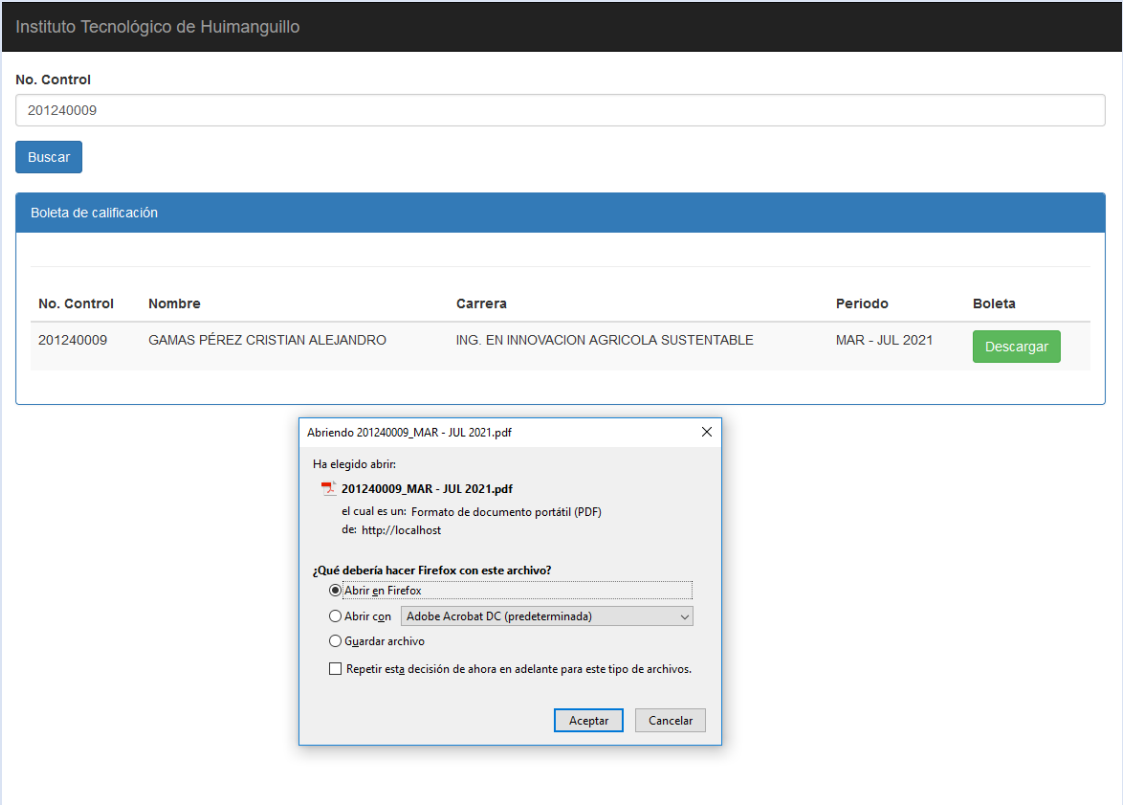 Instituto Tecnológico de Huimanguillo
No. Control
201240009
Buscar
Boleta de calificación
No. Control Nombre Carrera Periodo Boleta
201240009 GAMAS PÉREZ CRISTIAN ALEJANDRO ING. EN INNOVACION AGRICOLA SUSTENTABLE MAR - JUL 2021 Descargar
Abriendo 201240009_MAR - JUL 2021.pdf
Ha elegido abrir:
201240009_MAR - JUL 2021.pdf
el cual es un: Formato de documento portátil (PDF)
de: http://localhost
¿Qué debería hacer Firefox con este archivo?
Abrir en Firefox
Abrir con Adobe Acrobat DC (predeterminada)
Guardar archivo
Repetir esta decisión de ahora en adelante para este tipo de archivos.
Aceptar Cancelar